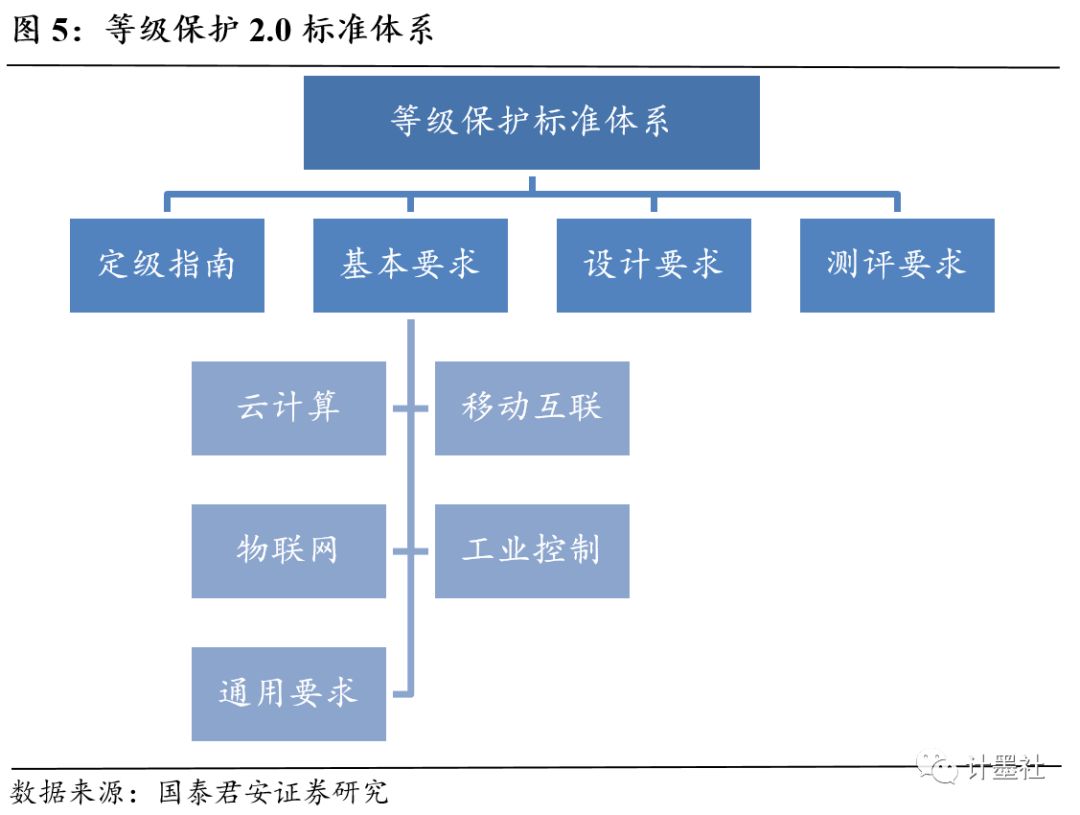 图 5：等级保护 2.0 标准体系
等级保护标准体系
定级指南
基本要求
设计要求
测评要求
云计算
移动互联
物联网
工业控制
通用要求
计墨社
数据来源：国泰君安证券研究